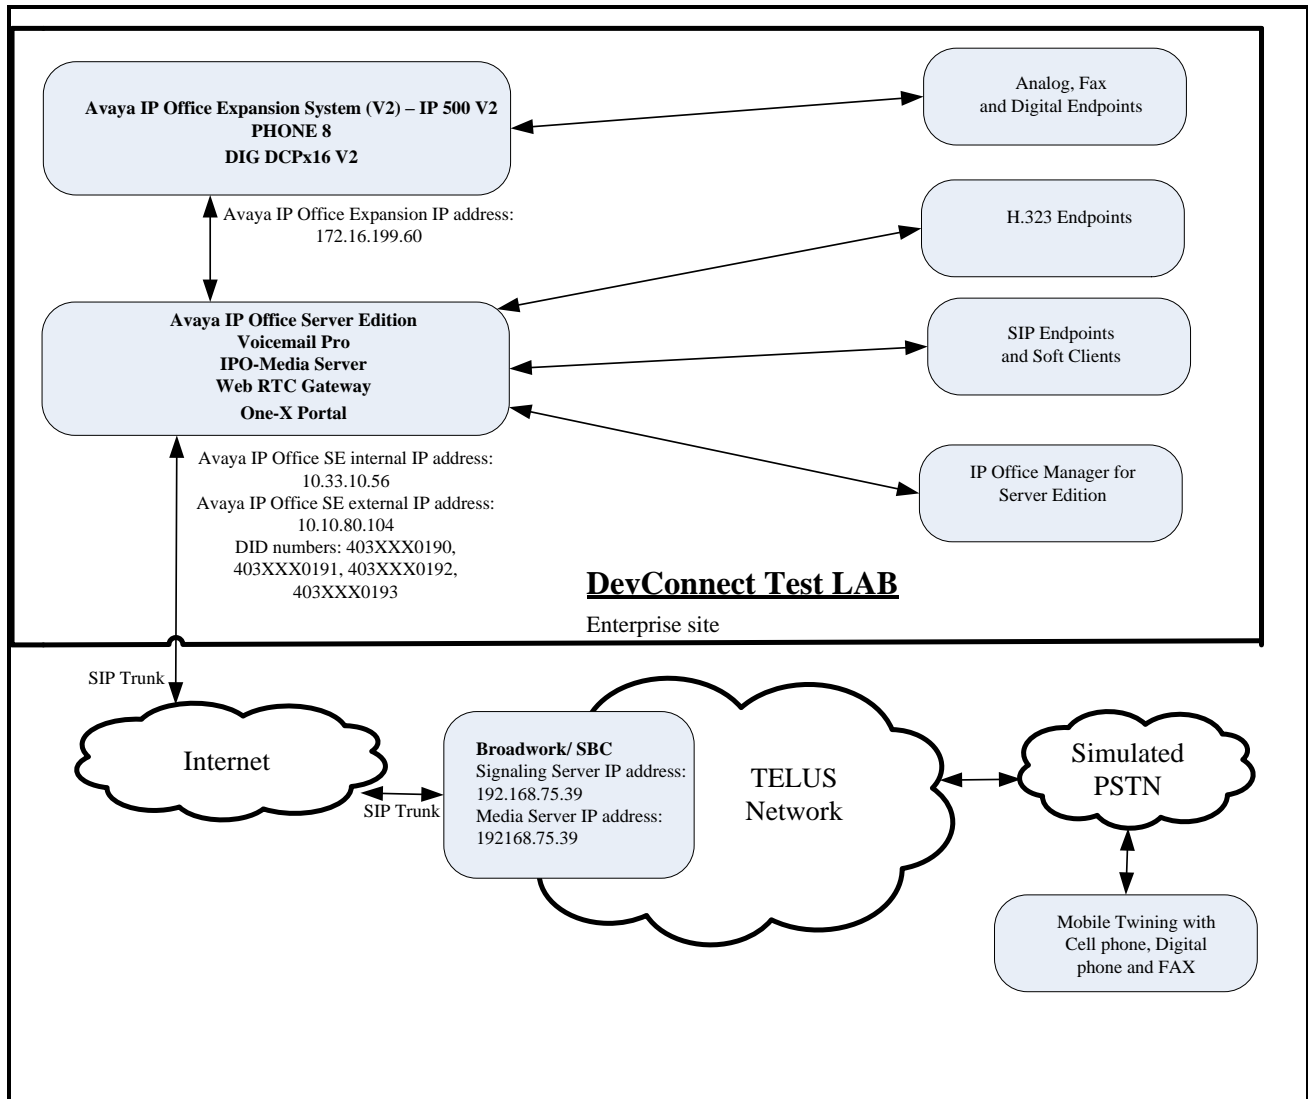 Avaya IP Office Expansion System (V2) – IP 500 V2
PHONE 8
DIG DCPx16 V2
Analog, Fax
and Digital Endpoints
Avaya IP Office Expansion IP address:
172.16.199.60
H.323 Endpoints
Avaya IP Office Server Edition
Voicemail Pro
IPO-Media Server
Web RTC Gateway
One-X Portal
SIP Endpoints
and Soft Clients
Avaya IP Office SE internal IP address:
10.33.10.56
Avaya IP Office SE external IP address:
10.10.80.104
DID numbers: 403XXX0190,
403XXX0191, 403XXX0192,
403XXX0193
IP Office Manager for
Server Edition
DevConnect Test LAB
Enterprise site
SIP Trunk
Internet
SIP Trunk
Broadwork/ SBC
Signaling Server IP address:
192.168.75.39
Media Server IP address:
192168.75.39
TELUS
Network
Simulated
PSTN
Mobile Twining with
Cell phone, Digital
phone and FAX